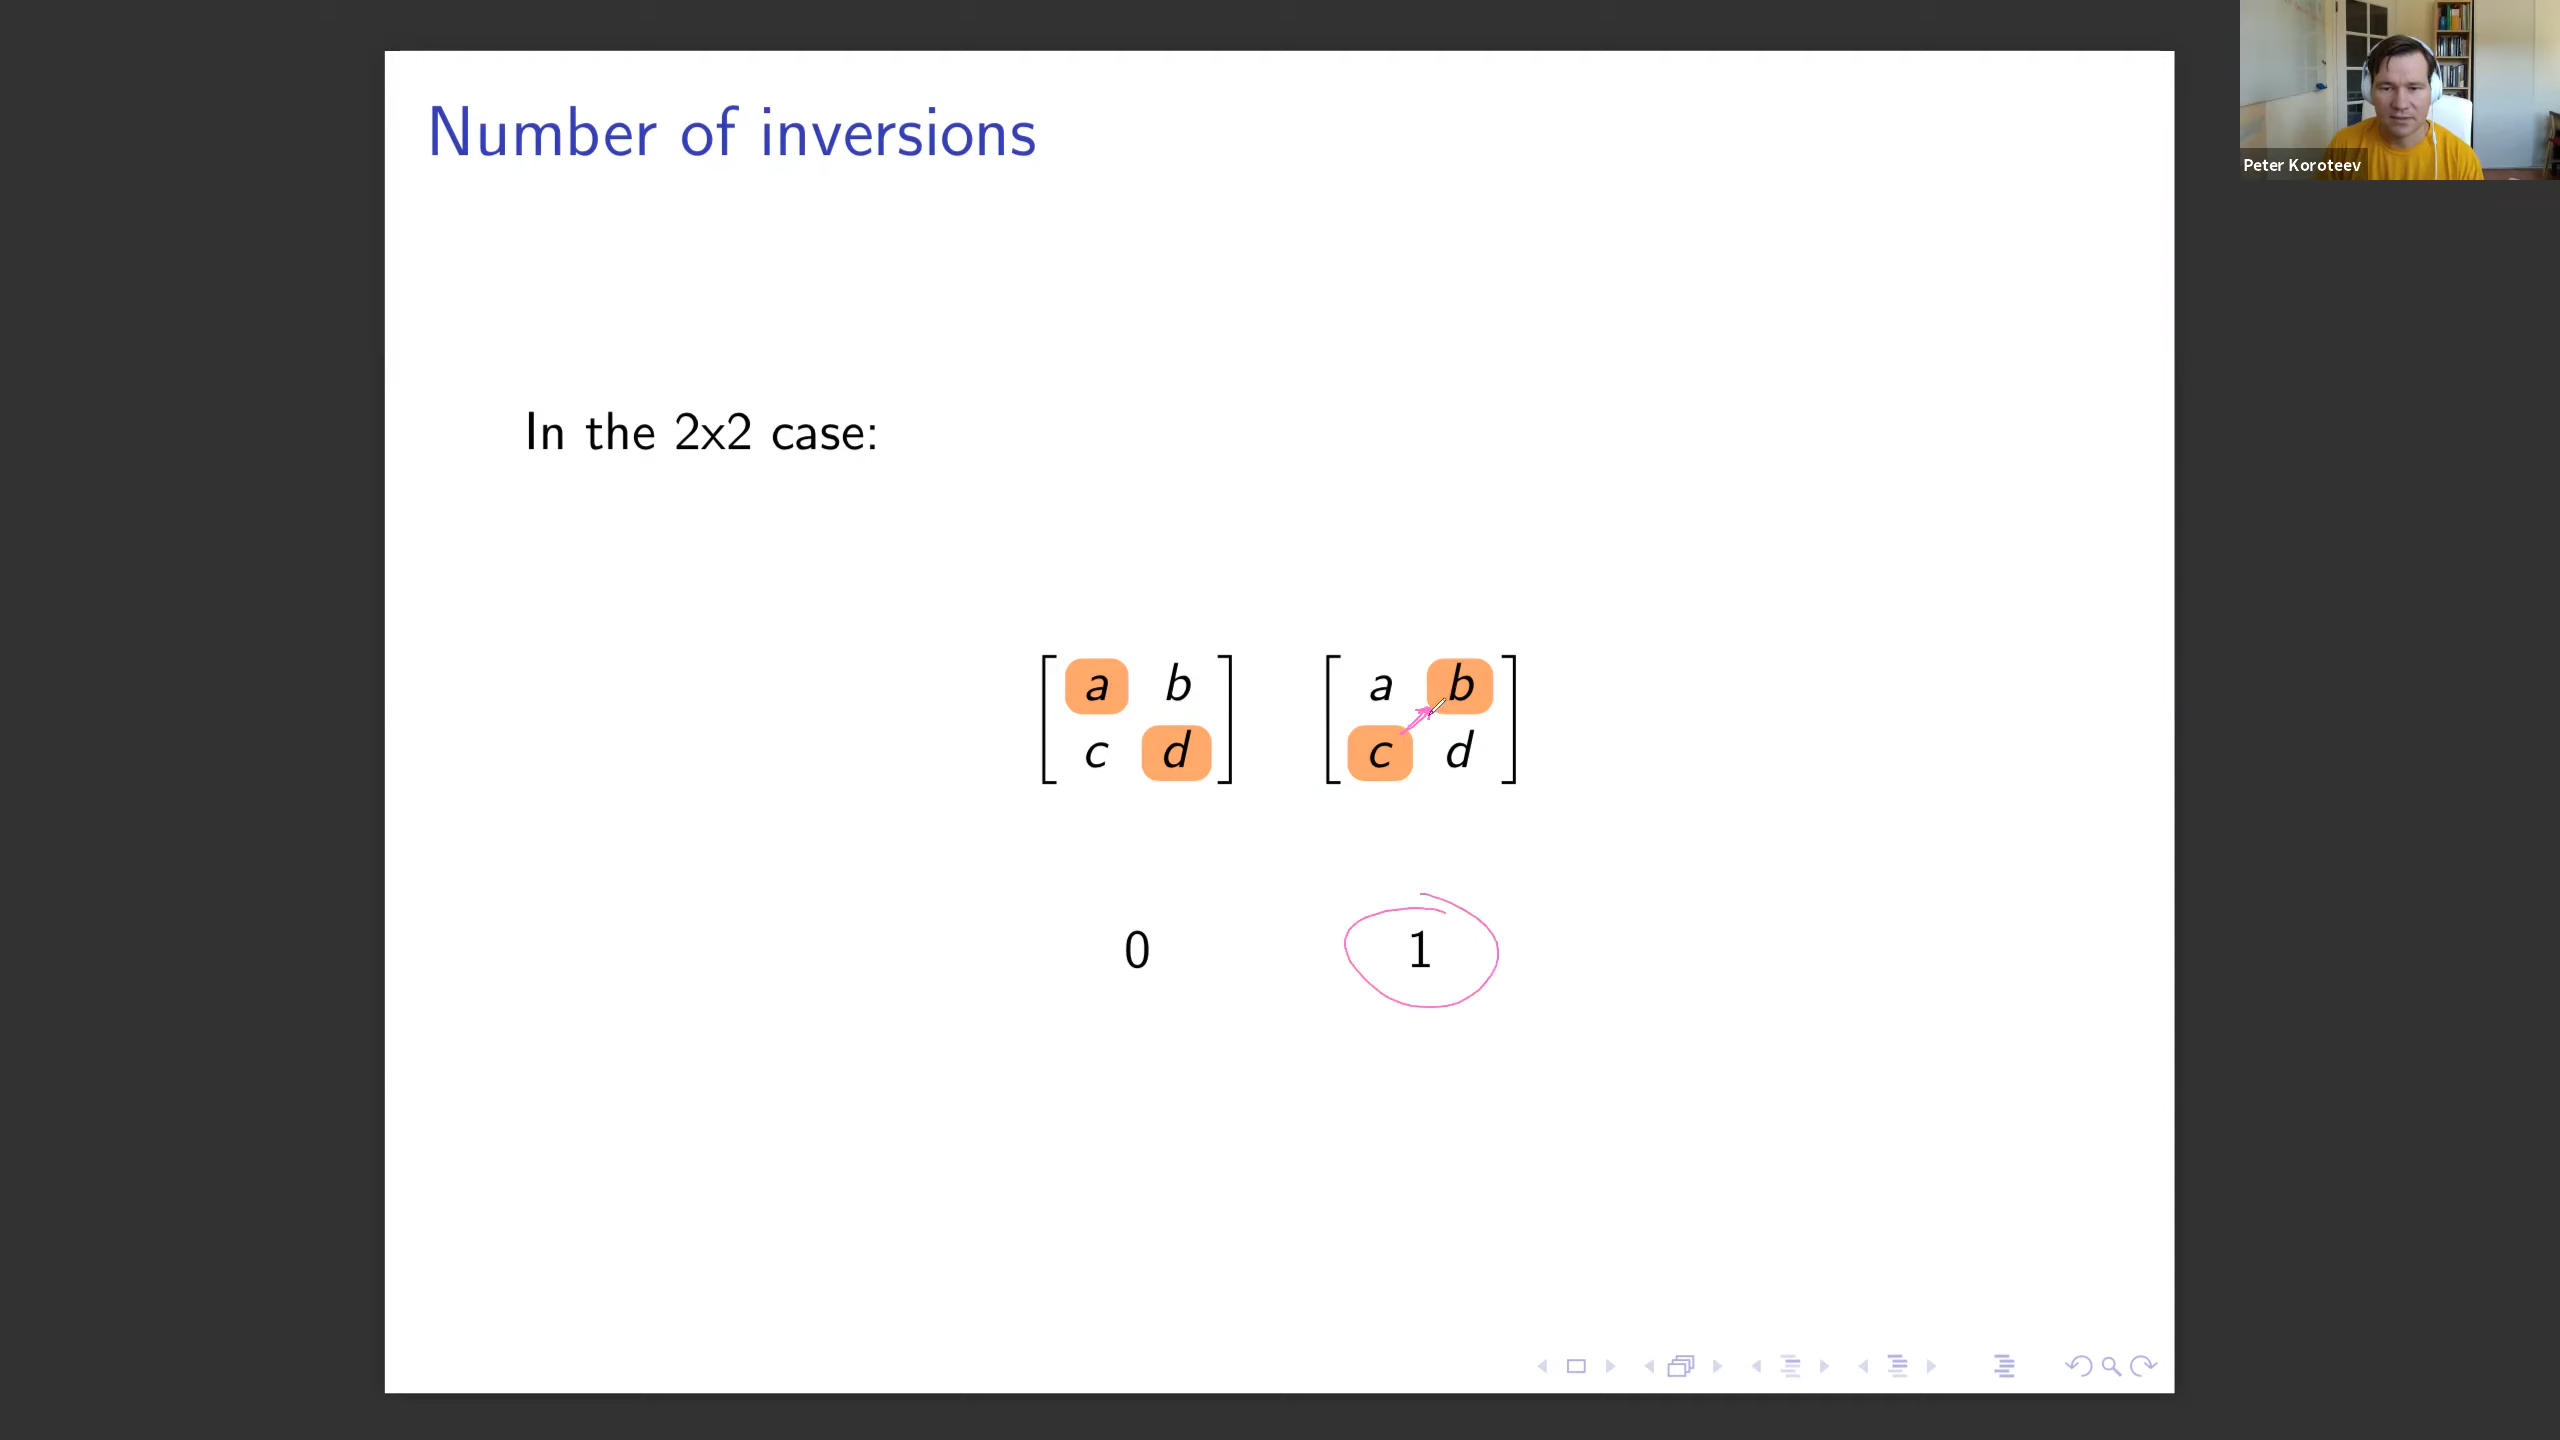 Number of inversions
In the 2x2 case:
a b
c d
a b
c d
0 1
Peter Koroteev